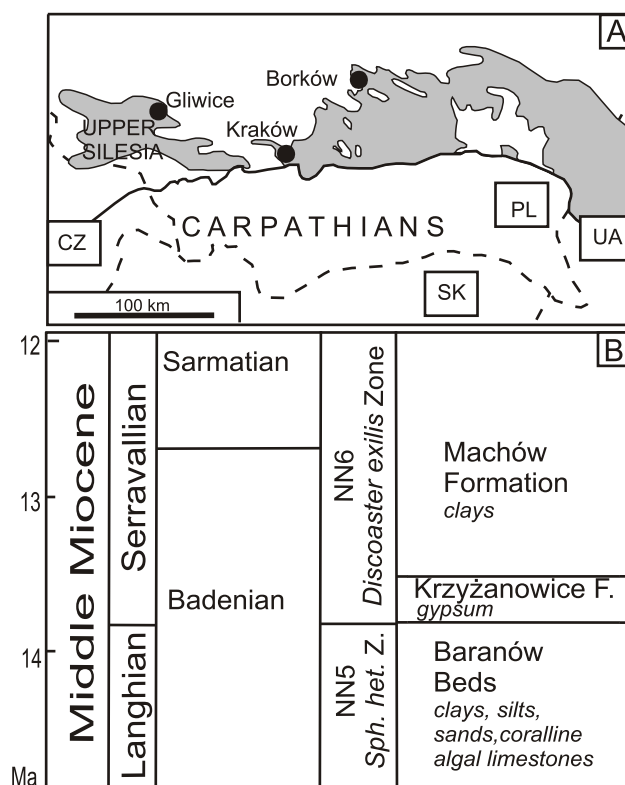 A
Borków
Gliwice
UPPER
SILESIA
Kraków
CARPATHIANS
PL
CZ
UA
SK
100 km
B
12
13
14
Ma
Middle Miocene
Serravallian
Langhian
Sarmatian
Badenian
NN6
Discoaster exilis Zone
NN5
Sph. het. Z.
Machów
Formation
clays
Krzyżanowice F.
gypsum
Baranów
Beds
clays, silts,
sands,coralline
algal limestones